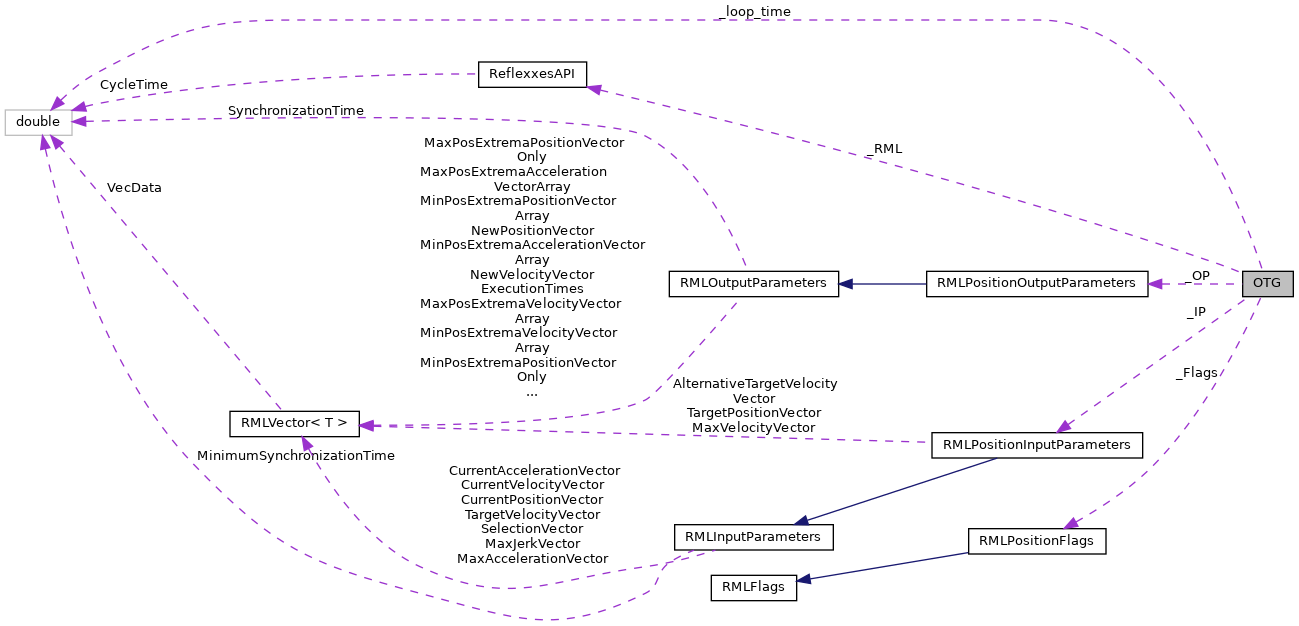 _loop_time
ReflexxesAPI
CycleTime
SynchronizationTime
double
MaxPosExtremaPositionVector
Only
MaxPosExtremaAcceleration
VectorArray
MinPosExtremaPositionVector
Array
NewPositionVector
MinPosExtremaAccelerationVector
Array
NewVelocityVector
ExecutionTimes
MaxPosExtremaVelocityVector
Array
MinPosExtremaVelocityVector
Array
MinPosExtremaPositionVector
Only
...
_RML
VecData
RMLOutputParameters
RMLPositionOutputParameters
_OP
OTG
_IP
_Flags
AlternativeTargetVelocity
Vector
TargetPositionVector
MaxVelocityVector
RMLVector< T >
RMLPositionInputParameters
MinimumSynchronizationTime
CurrentAccelerationVector
CurrentVelocityVector
CurrentPositionVector
TargetVelocityVector
SelectionVector
MaxJerkVector
MaxAccelerationVector
RMLInputParameters
RMLPositionFlags
RMLFlags